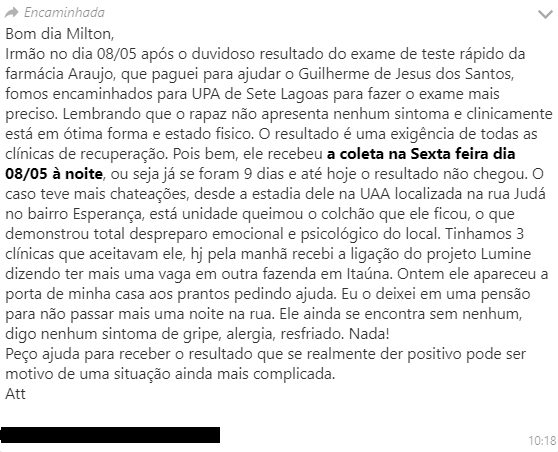 Encaminhada
Bom dia Milton,
Irmão no dia 08/05 após o duvidoso resultado do exame de teste rápido da
farmácia Araujo, que paguei para ajudar o Guilherme de Jesus dos Santos,
fomos encaminhados para UPA de Sete Lagoas para fazer o exame mais
preciso. Lembrando que o rapaz não apresenta nenhum sintoma e clinicamente
está em ótima forma e estado fisico. O resultado é uma exigência de todas as
clínicas de recuperação. Pois bem, ele recebeu a coleta na Sexta feira dia
08/05 à noite, ou seja já se foram 9 dias e até hoje o resultado não chegou. O
caso teve mais chateações, desde a estadia dele na UAA localizada na rua Judá
no bairro Esperança, está unidade queimou o colchão que ele ficou, o que
demonstrou total despreparo emocional e psicológico do local. Tinhamos 3
clínicas que aceitavam ele, hj pela manhã recebi a ligação do projeto Lumine
dizendo ter mais uma vaga em outra fazenda em Itaúna. Ontem ele apareceu a
porta de minha casa aos prantos pedindo ajuda. Eu o deixei em uma pensão
para não passar mais uma noite na rua. Ele ainda se encontra sem nenhum,
digo nenhum sintoma de gripe, alergia, resfriado. Nada!
Peço ajuda para receber o resultado que se realmente der positivo pode ser
motivo de uma situação ainda mais complicada.
Att
10:18